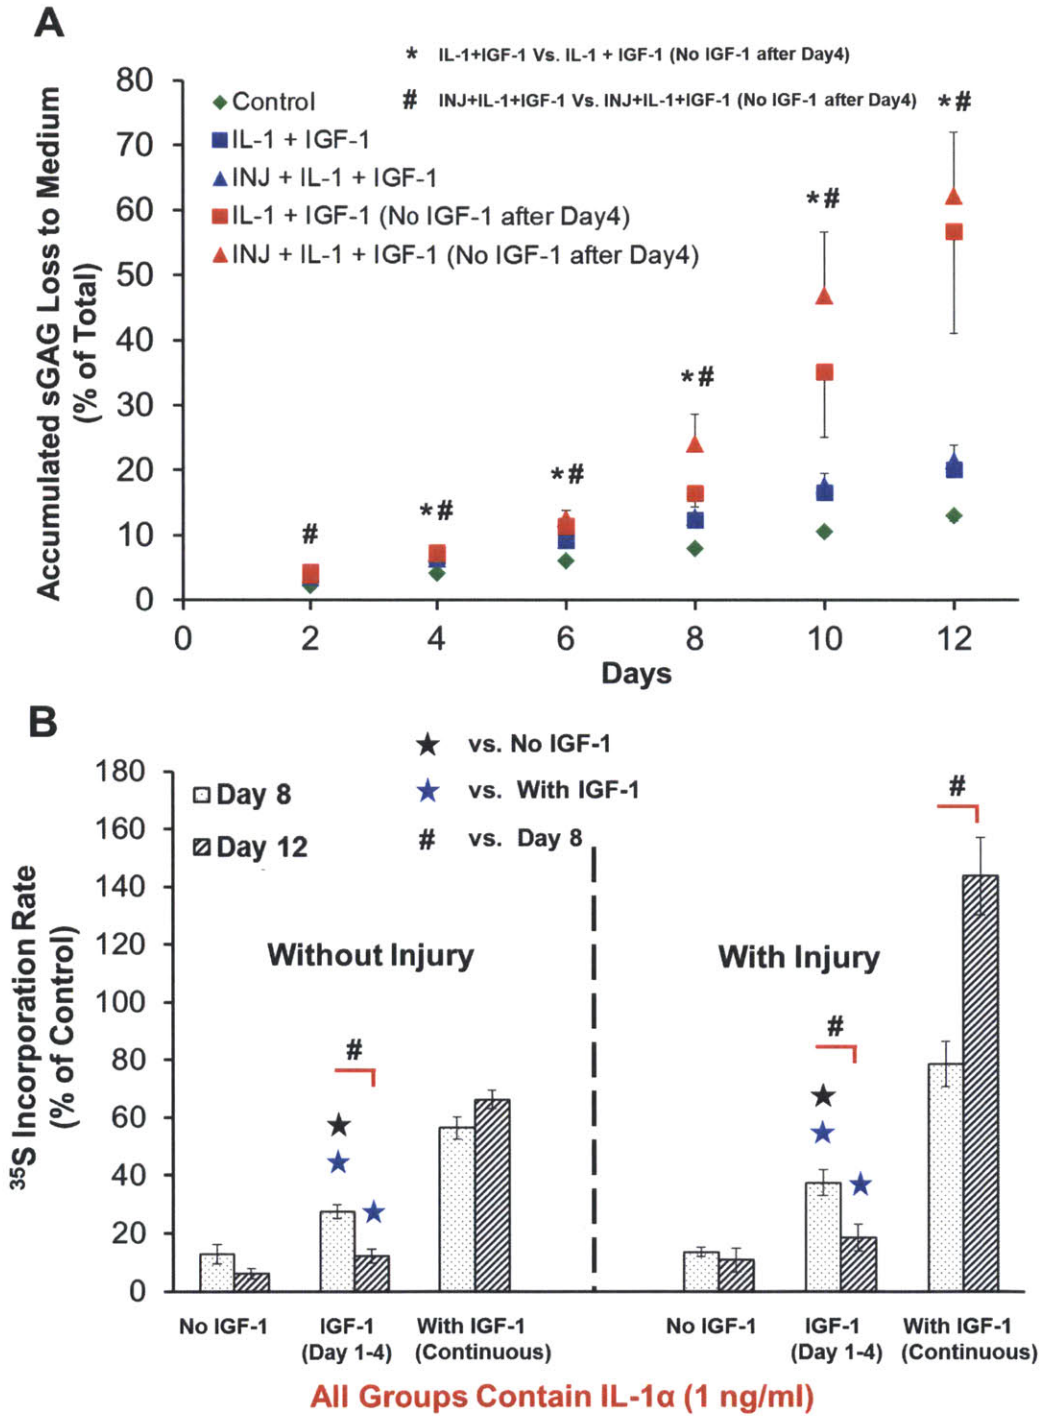 A
* IL-1+IGF-1 Vs. IL-1 + IGF-1 (No IGF-1 after Day4)
# INJ+IL-1+IGF-1 Vs. INJ+IL-1+IGF-1 (No IGF-1 after Day4)
Accumulated sGAG Loss to Medium
(% of Total)
80
70
60
50
40
30
20
10
0
Control
IL-1 + IGF-1
INJ + IL-1 + IGF-1
IL-1 + IGF-1 (No IGF-1 after Day4)
INJ + IL-1 + IGF-1 (No IGF-1 after Day4)
#
*#
*#
*#
*#
*#
0 2 4 6 8 10 12
Days
B
★ vs. No IGF-1
★ vs. With IGF-1
# vs. Day 8
Day 8
Day 12
35S Incorporation Rate
(% of Control)
180
160
140
120
100
80
60
40
20
0
Without Injury
With Injury
#
#
#
No IGF-1
IGF-1
(Day 1-4)
With IGF-1
(Continuous)
No IGF-1
IGF-1
(Day 1-4)
With IGF-1
(Continuous)
All Groups Contain IL-1α (1 ng/ml)